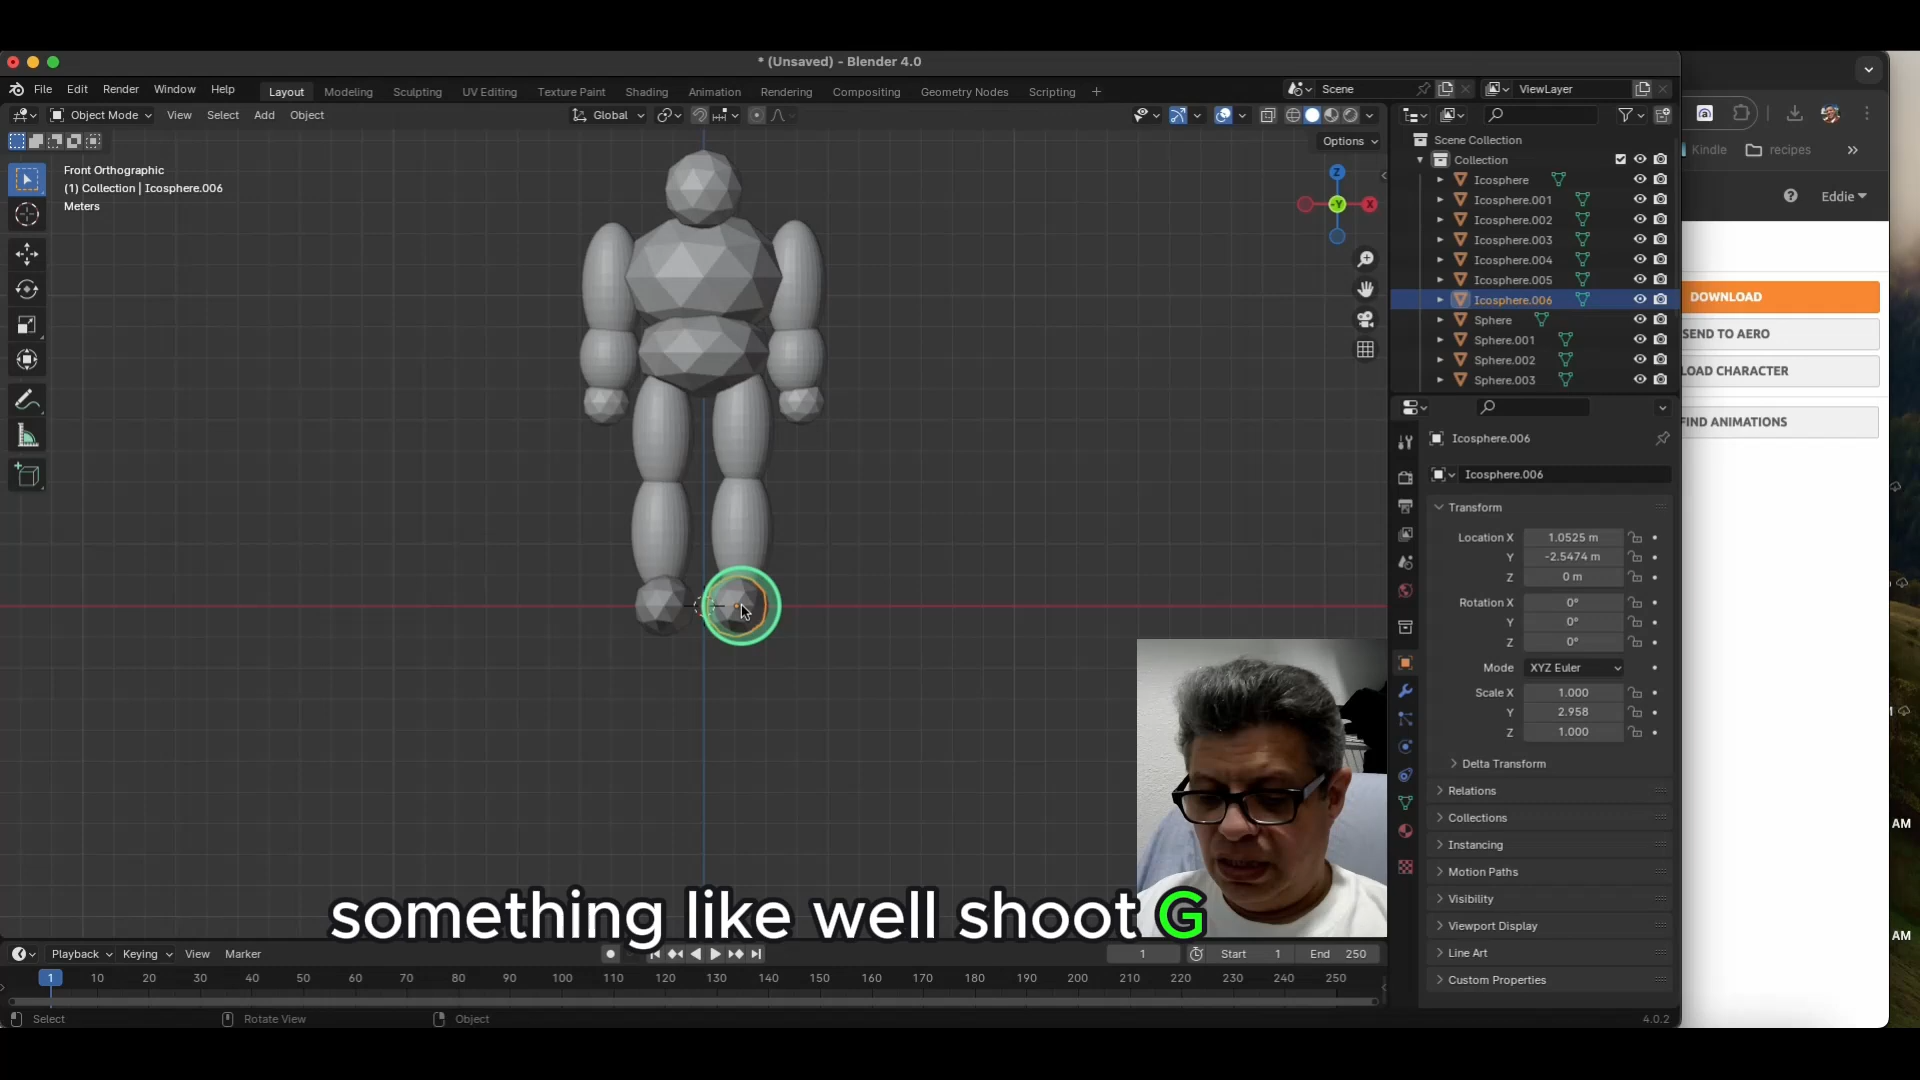 * (Unsaved) - Blender 4.0
File Edit Render Window Help
Layout Modeling Sculpting UV Editing Texture Paint Shading Animation Rendering Compositing Geometry Nodes Scripting +
Scene
ViewLayer
Object Mode View Select Add Object
Global
Options
Front Orthographic
(1) Collection | Icosphere.006
Meters
Z
-Y
X
Scene Collection
Collection
Icosphere
Icosphere.001
Icosphere.002
Icosphere.003
Icosphere.004
Icosphere.005
Icosphere.006
Sphere
Sphere.001
Sphere.002
Sphere.003
Icosphere.006
Icosphere.006
Transform
Location X 1.0525 m
Y -2.5474 m
Z 0 m
Rotation X 0°
Y 0°
Z 0°
Mode XYZ Euler
Scale X 1.000
Y 2.958
Z 1.000
Delta Transform
Relations
Collections
Instancing
Motion Paths
Visibility
Viewport Display
Line Art
Custom Properties
Kindle recipes
Eddie
DOWNLOAD
SEND TO AERO
LOAD CHARACTER
FIND ANIMATIONS
AM
AM
something like well shoot G
Playback Keying View Marker
1 Start 1 End 250
1 10 20 30 40 50 60 70 80 90 100 110 120 130 140 150 160 170 180 190 200 210 220 230 240 250
Select Rotate View Object
4.0.2